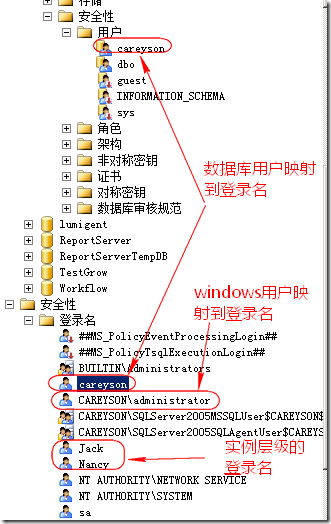 存储
安全性
用户
careyson
dbo
guest
INFORMATION_SCHEMA
sys
角色
架构
非对称密钥
证书
对称密钥
数据库审核规范
数据库用户映射
到登录名
lumigent
ReportServer
ReportServerTempDB
TestGrow
Workflow
windows用户映
射到登录名
安全性
登录名
##MS_PolicyEventProcessingLogin##
##MS_PolicyTsqlExecutionLogin##
BUILTIN\Administrators
careyson
CAREYSON\administrator
CAREYSON\SQLServer2005MSSQLUser$CAREYSON$
CAREYSON\SQLServer2005SQLAgentUser$CAREYS
Jack
Nancy
实例层级的
登录名
NT AUTHORITY\NETWORK SERVICE
NT AUTHORITY\SYSTEM
sa